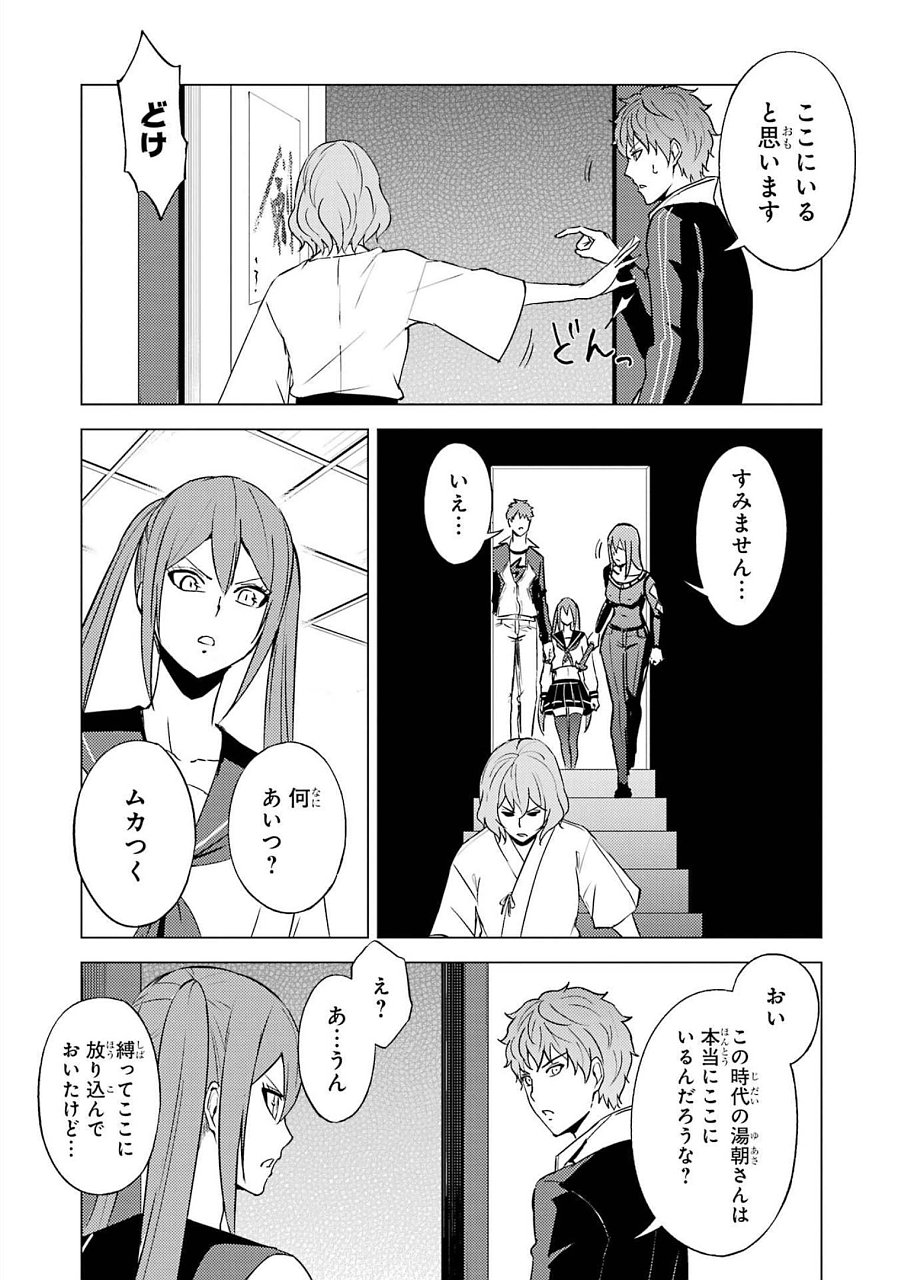 ここにいる
と思います
どけ
どんっ
すみません…
いえ…
何
あいつ?
ムカつく
おい
この時代の湯朝さんは
本当にここに
いるんだろうな?
え?
あ…うん
縛ってここに
放り込んで
おいたけど…